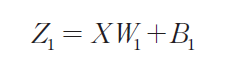 Z₁ = XW₁+B₁